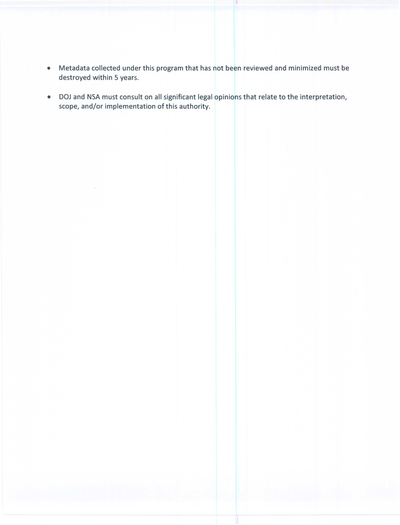 • Metadata collected under this program that has not been reviewed and minimized must be
destroyed within 5 years.
• DOJ and NSA must consult on all significant legal opinions that relate to the interpretation,
scope, and/or implementation of this authority.